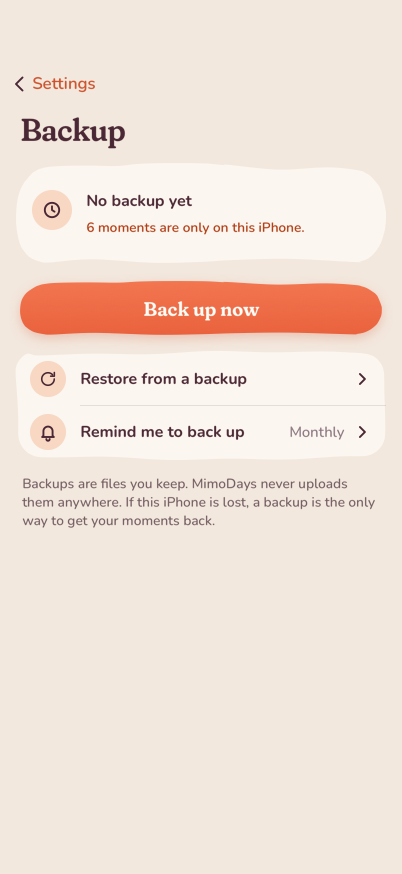 Settings
Backup
No backup yet
6 moments are only on this iPhone.
Back up now
Restore from a backup
Remind me to back up Monthly
Backups are files you keep. MimoDays never uploads
them anywhere. If this iPhone is lost, a backup is the only
way to get your moments back.